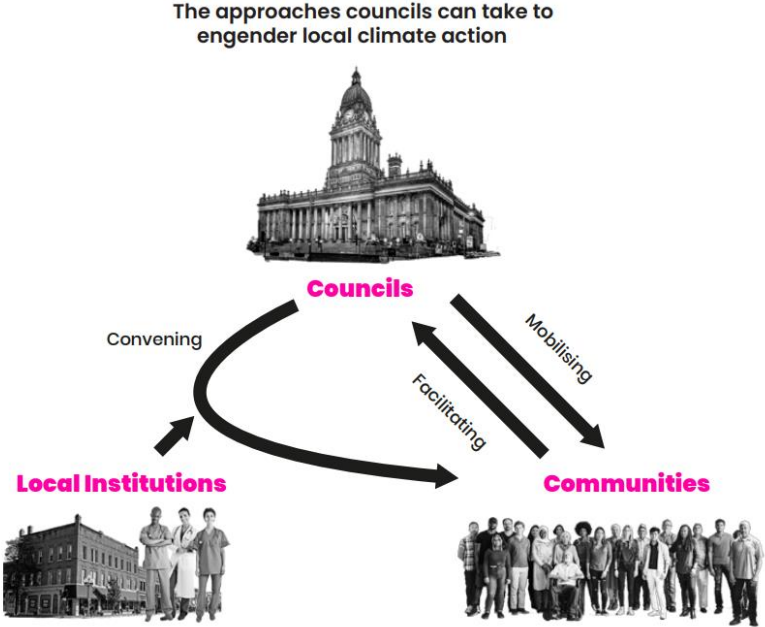 The approaches councils can take to
engender local climate action
Councils
Convening
Mobilising
Facilitating
Local Institutions
Communities